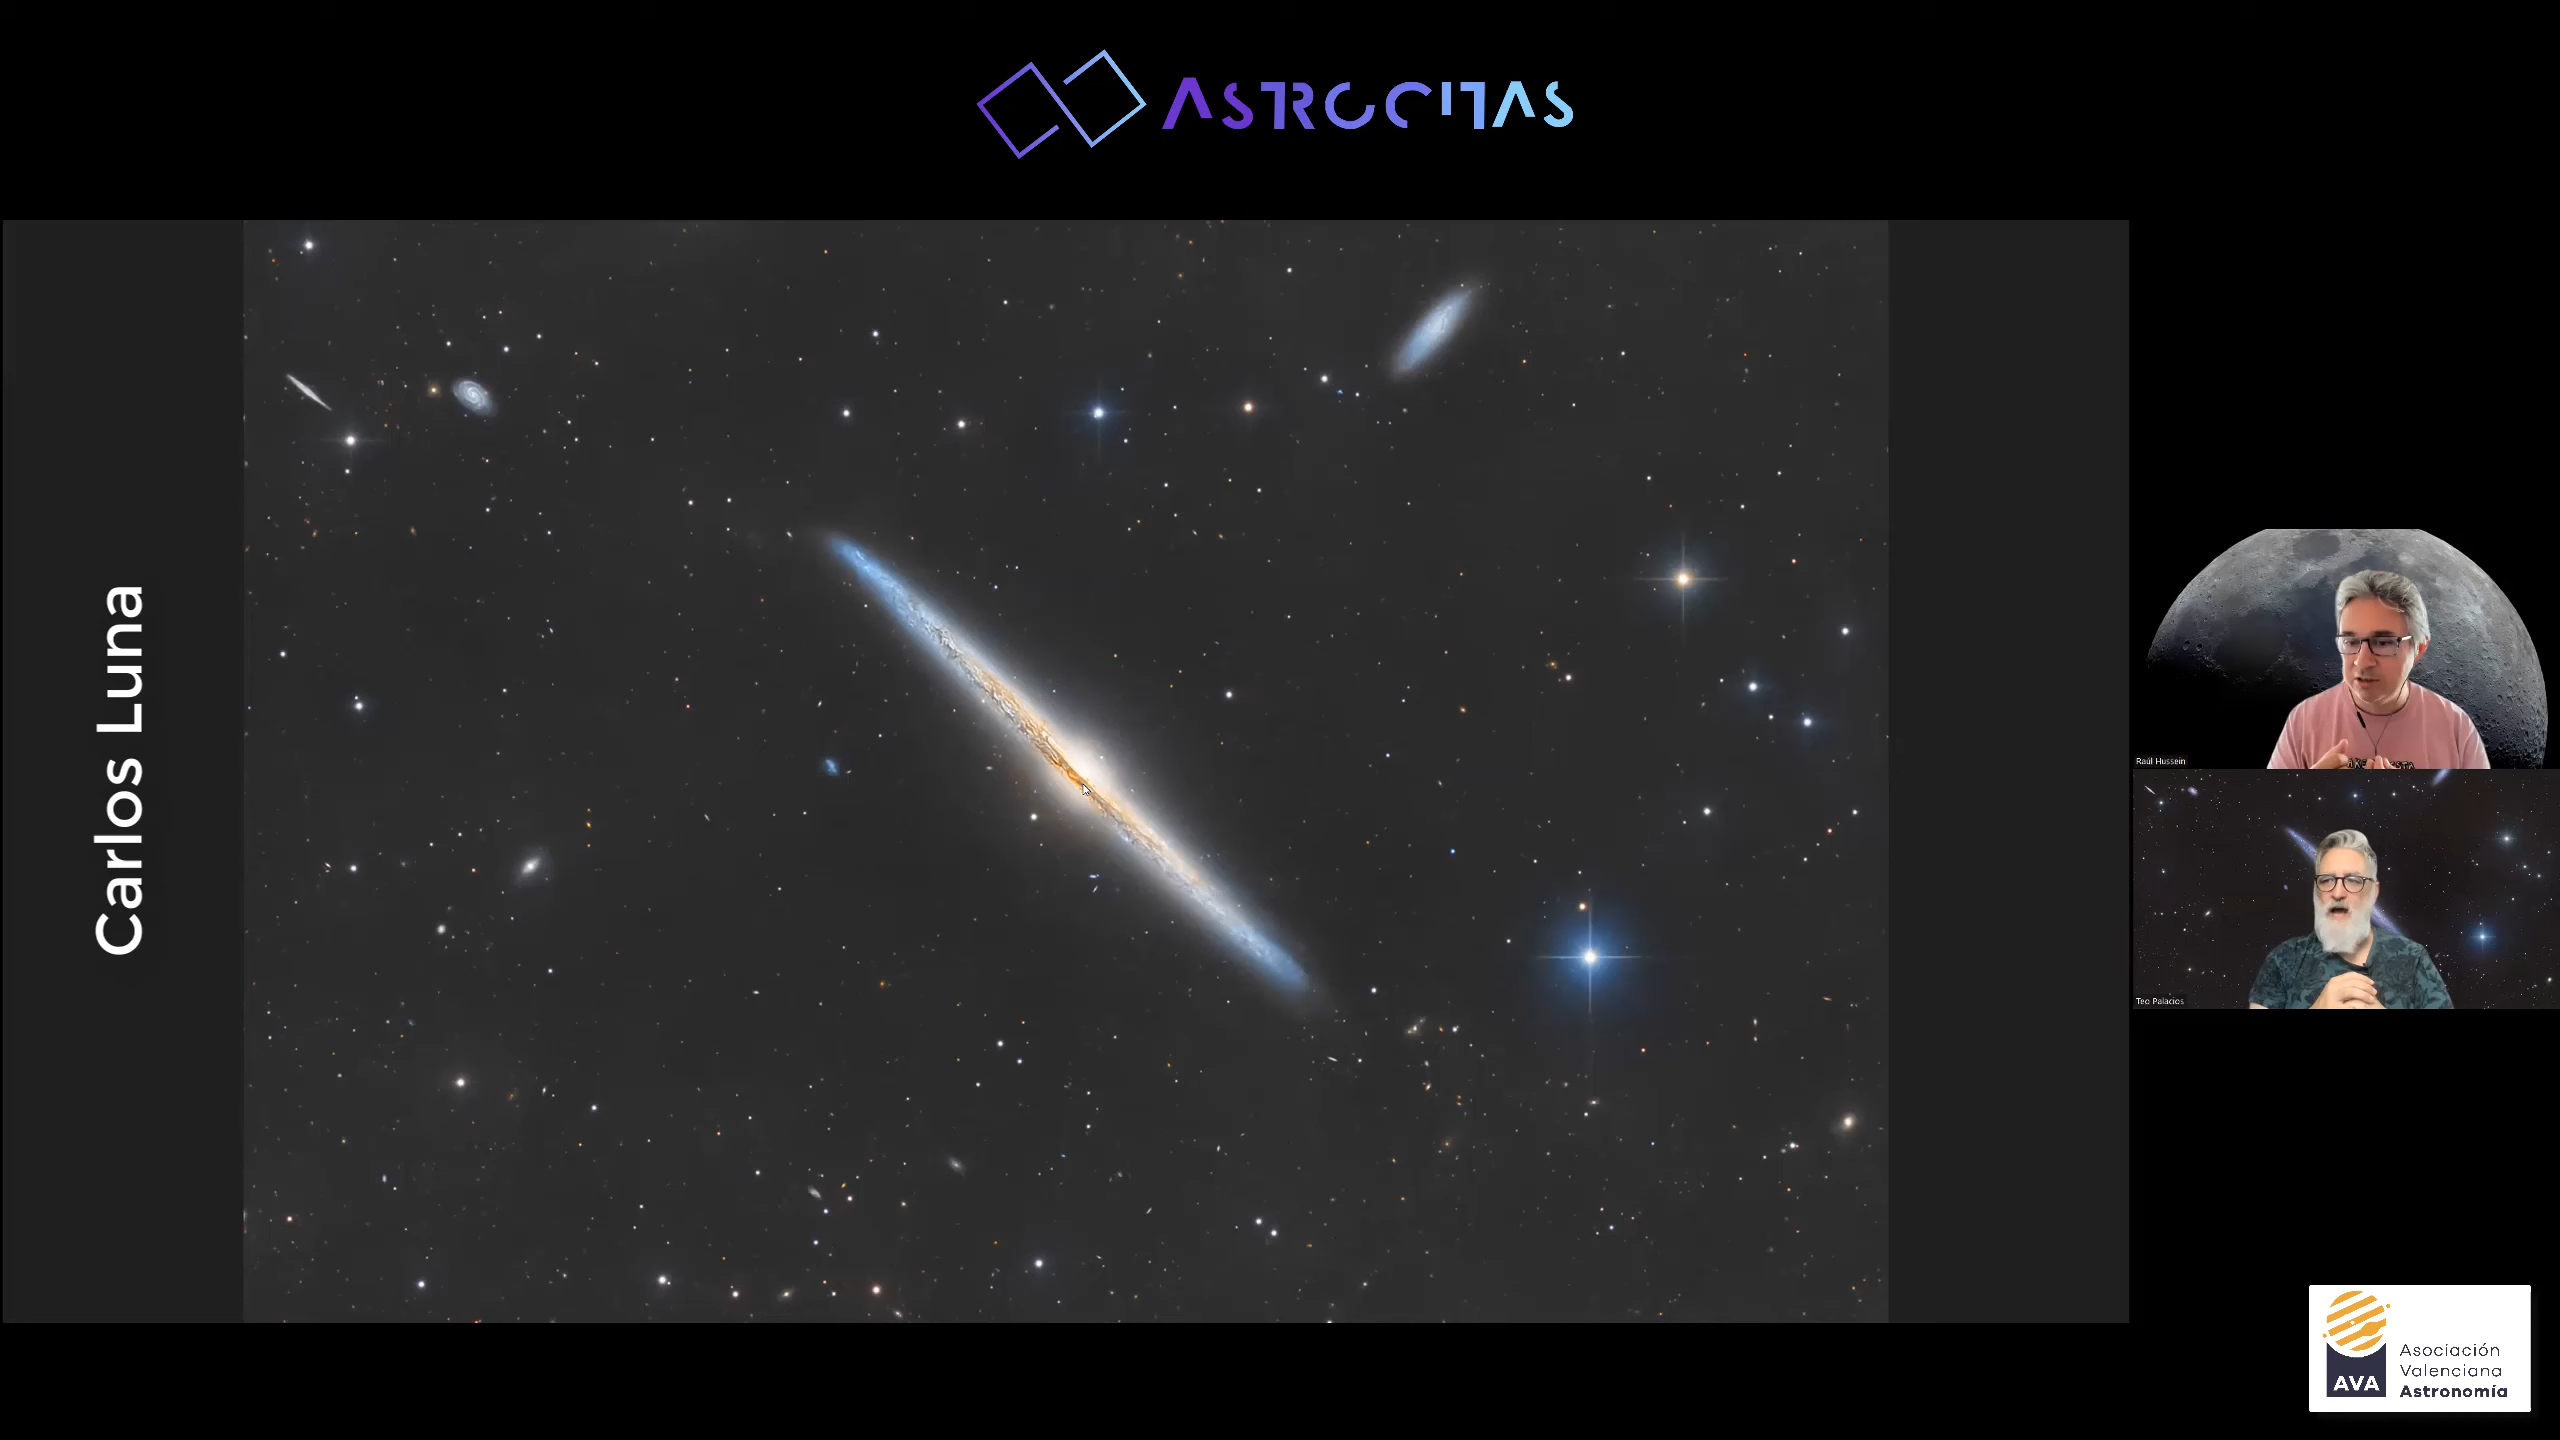 ASTROCITAS
Carlos Luna
Raúl Hussein
Teo Palacios
AVA
Asociación
Valenciana
Astronomía